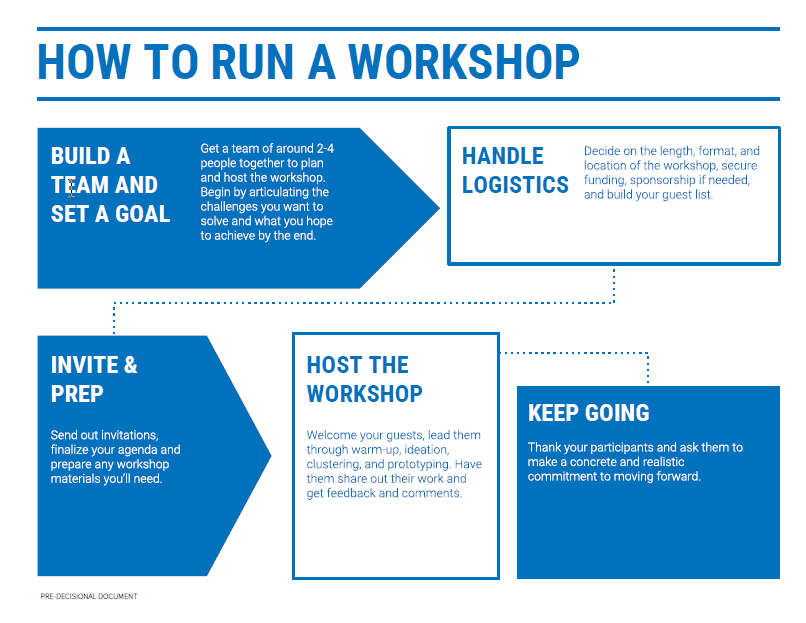 HOW TO RUN A WORKSHOP
BUILD A
TEAM AND
SET A GOAL
Get a team of around 2-4
people together to plan
and host the workshop.
Begin by articulating the
challenges you want to
solve and what you hope
to achieve by the end.
HANDLE
LOGISTICS
Decide on the length, format, and
location of the workshop, secure
funding, sponsorship if needed,
and build your guest list.
INVITE &
PREP
Send out invitations,
finalize your agenda and
prepare any workshop
materials you'll need.
HOST THE
WORKSHOP
Welcome your guests, lead them
through warm-up, ideation,
clustering, and prototyping. Have
them share out their work and
get feedback and comments.
KEEP GOING
Thank your participants and ask them to
make a concrete and realistic
commitment to moving forward.
PRE-DECISIONAL DOCUMENT